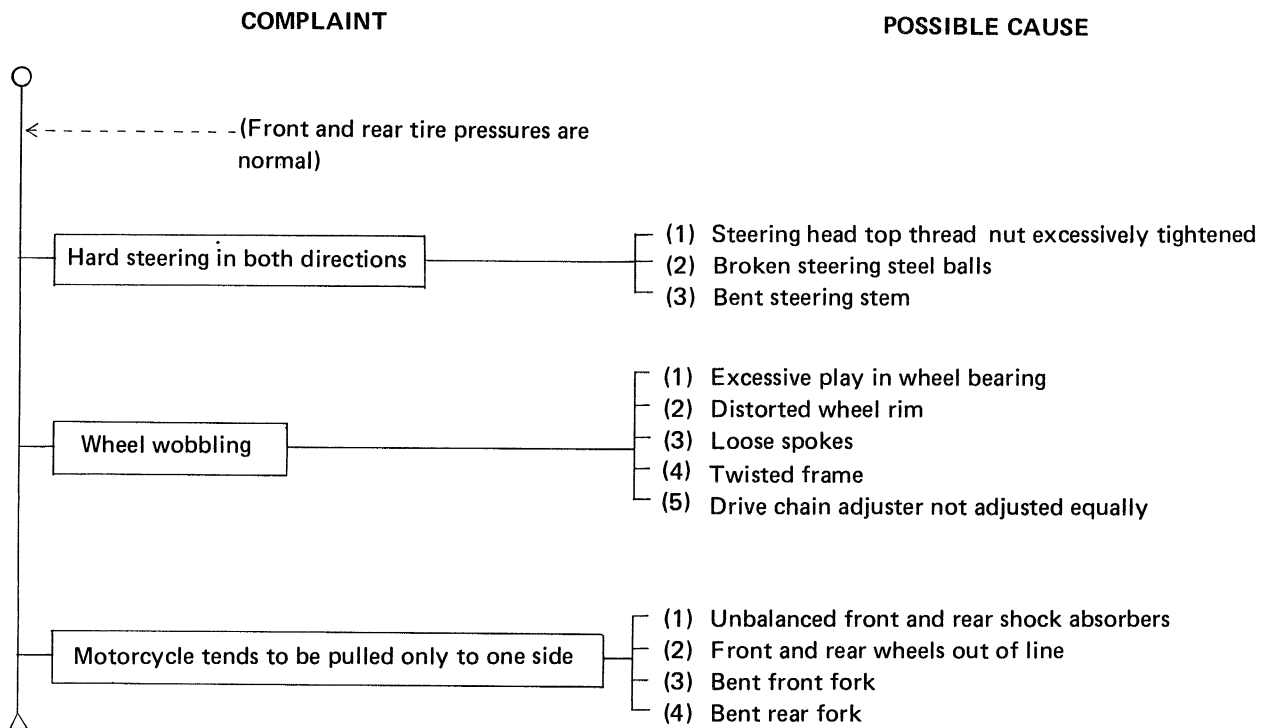 COMPLAINT
POSSIBLE CAUSE
(Front and rear tire pressures are
normal)
Hard steering in both directions
(1) Steering head top thread nut excessively tightened
(2) Broken steering steel balls
(3) Bent steering stem
Wheel wobbling
(1) Excessive play in wheel bearing
(2) Distorted wheel rim
(3) Loose spokes
(4) Twisted frame
(5) Drive chain adjuster not adjusted equally
Motorcycle tends to be pulled only to one side
(1) Unbalanced front and rear shock absorbers
(2) Front and rear wheels out of line
(3) Bent front fork
(4) Bent rear fork